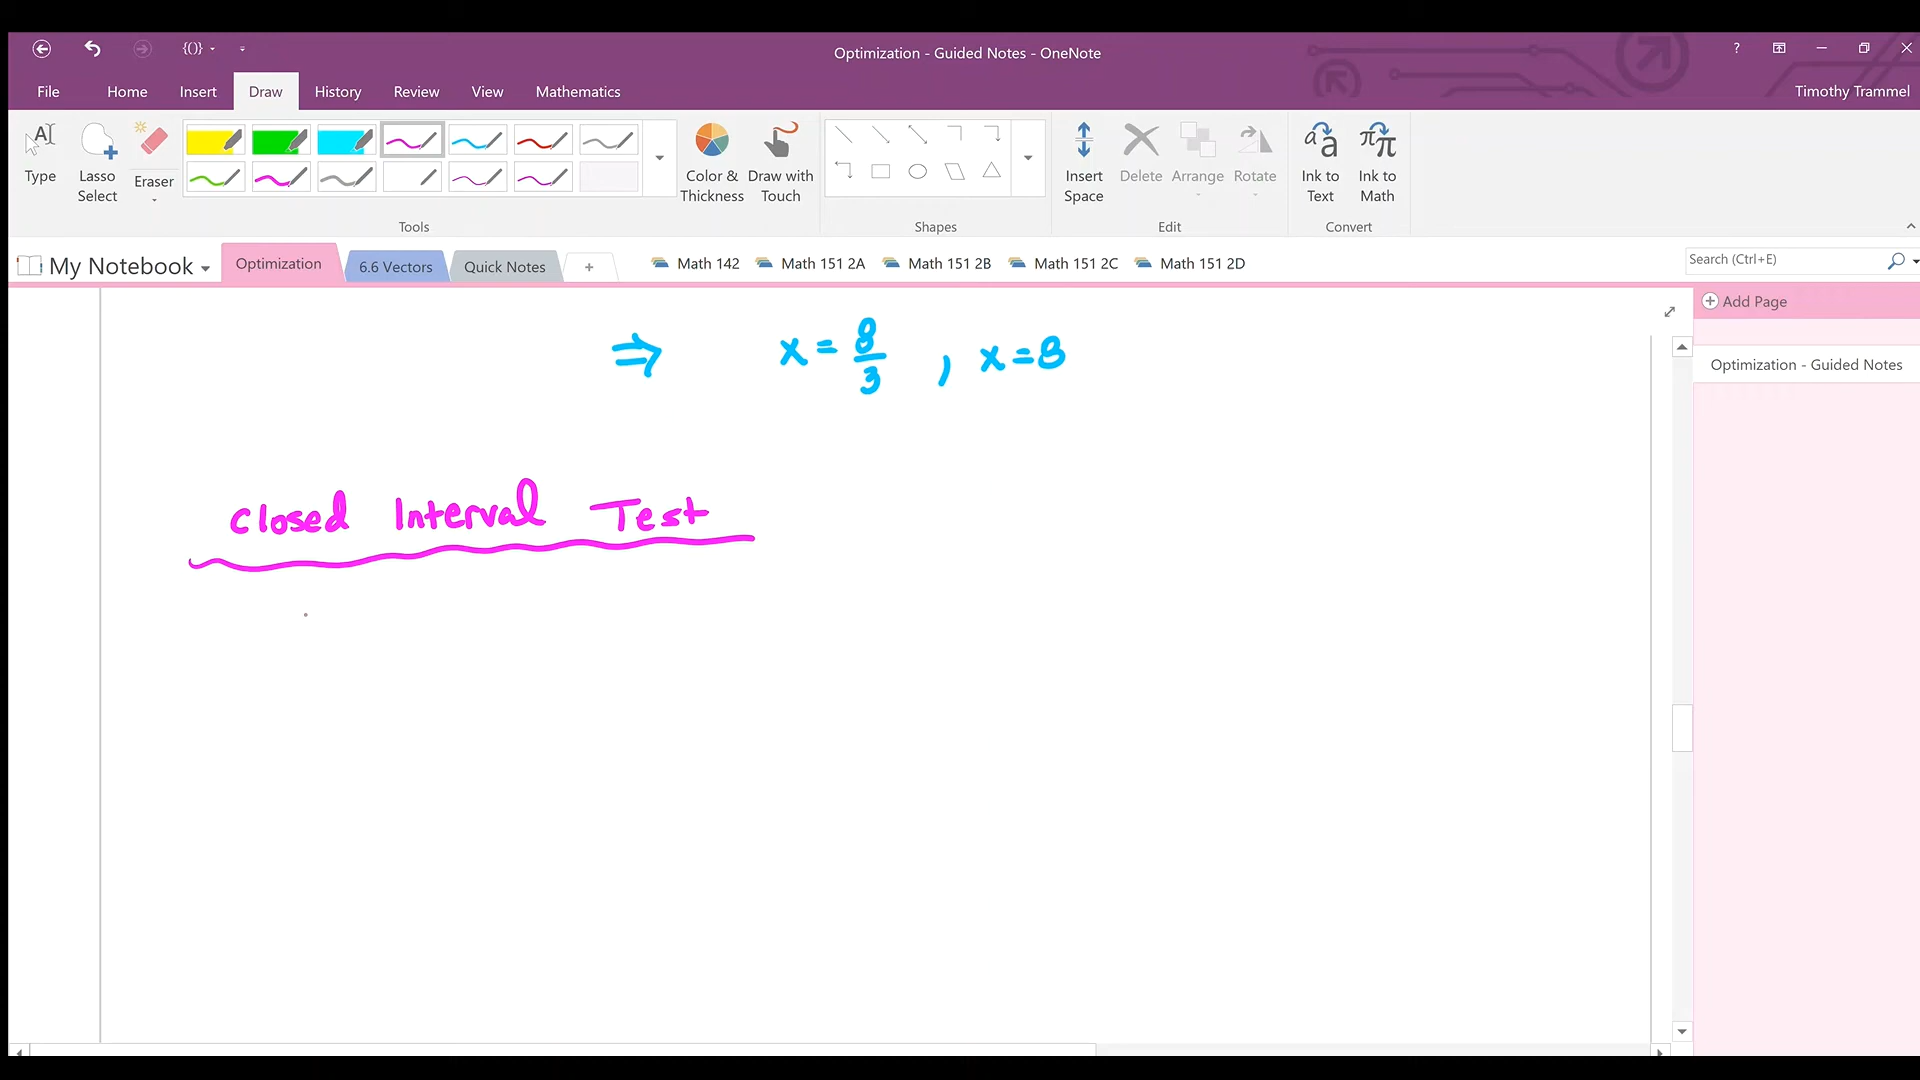 {()}
Optimization - Guided Notes - OneNote
?
File Home Insert Draw History Review View Mathematics
Timothy Trammel
A
Type
Lasso Select
Eraser
Color & Thickness
Draw with Touch
Insert Space
Delete
Arrange
Rotate
a a
Ink to Text
π π
Ink to Math
Tools
Shapes
Edit
Convert
My Notebook
Optimization
6.6 Vectors
Quick Notes
+
Math 142
Math 151 2A
Math 151 2B
Math 151 2C
Math 151 2D
Search (Ctrl+E)
Add Page
Optimization - Guided Notes
⇒ x = 8/3 , x = 8
Closed Interval Test